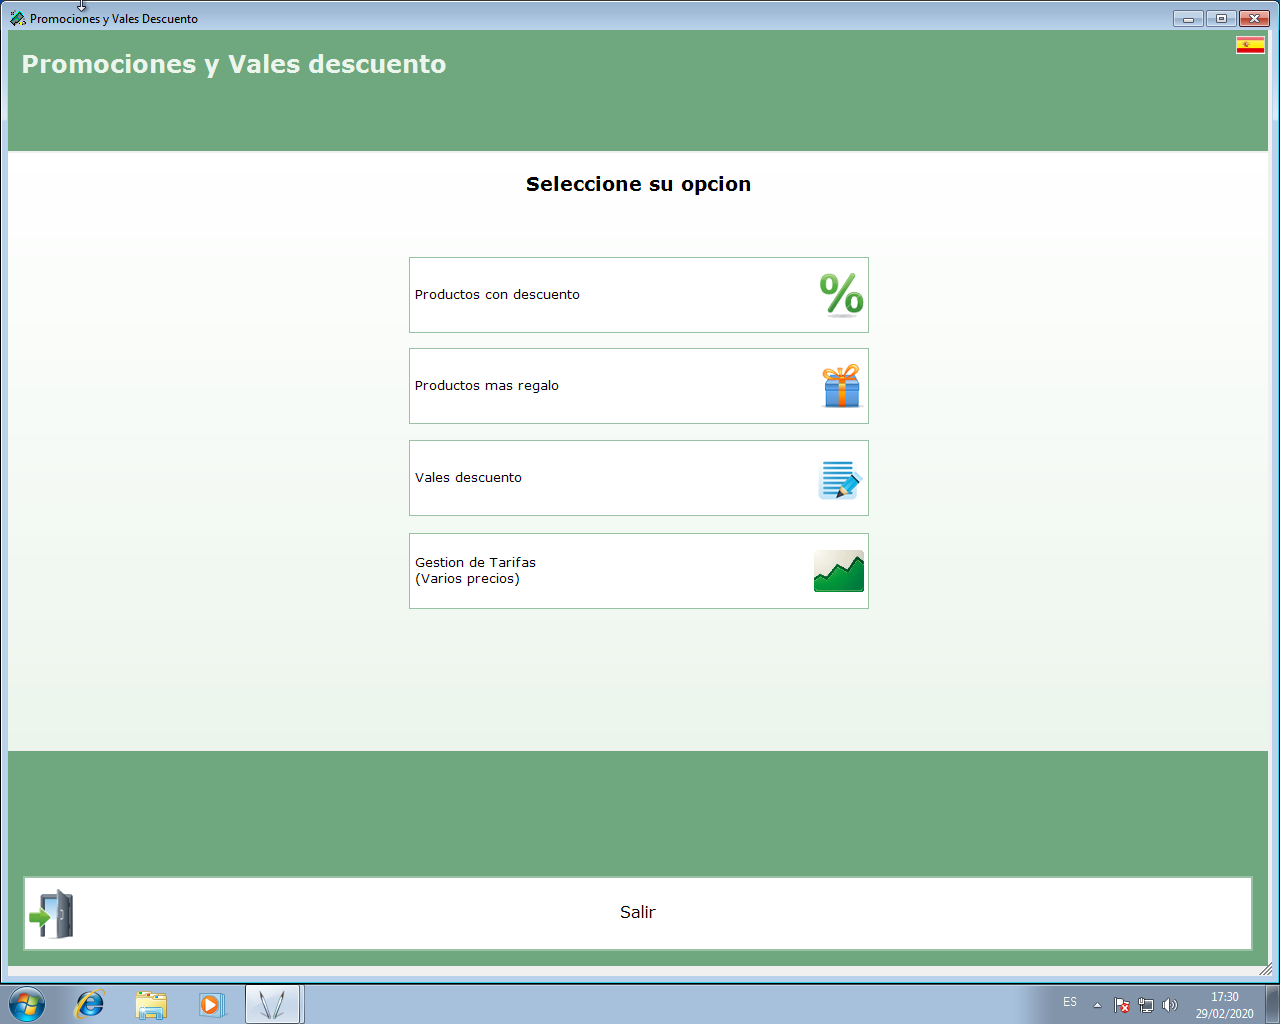 Promociones y Vales Descuento
Promociones y Vales descuento
Seleccione su opcion
Productos con descuento
%
Productos mas regalo
Vales descuento
Gestion de Tarifas
(Varios precios)
Salir
ES
17:30
29/02/2020